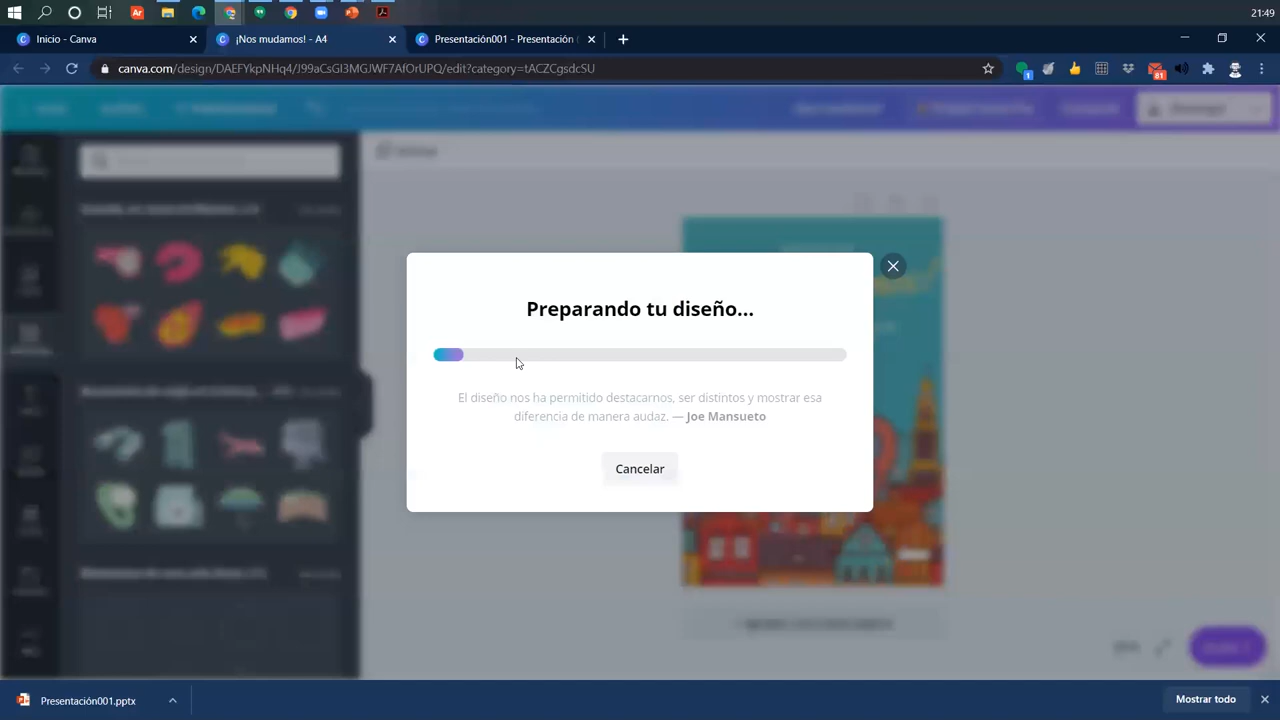 21:49
Inicio - Canva
¡Nos mudamos! - A4
Presentación001 - Presentación (
canva.com/design/DAEFYkpNHq4/J99aCsGI3MGJWF7AfOrUPQ/edit?category=tACZCgsdcSU
1
81
Preparando tu diseño...
El diseño nos ha permitido destacarnos, ser distintos y mostrar esa
diferencia de manera audaz. — Joe Mansueto
Cancelar
Presentación001.pptx
Mostrar todo